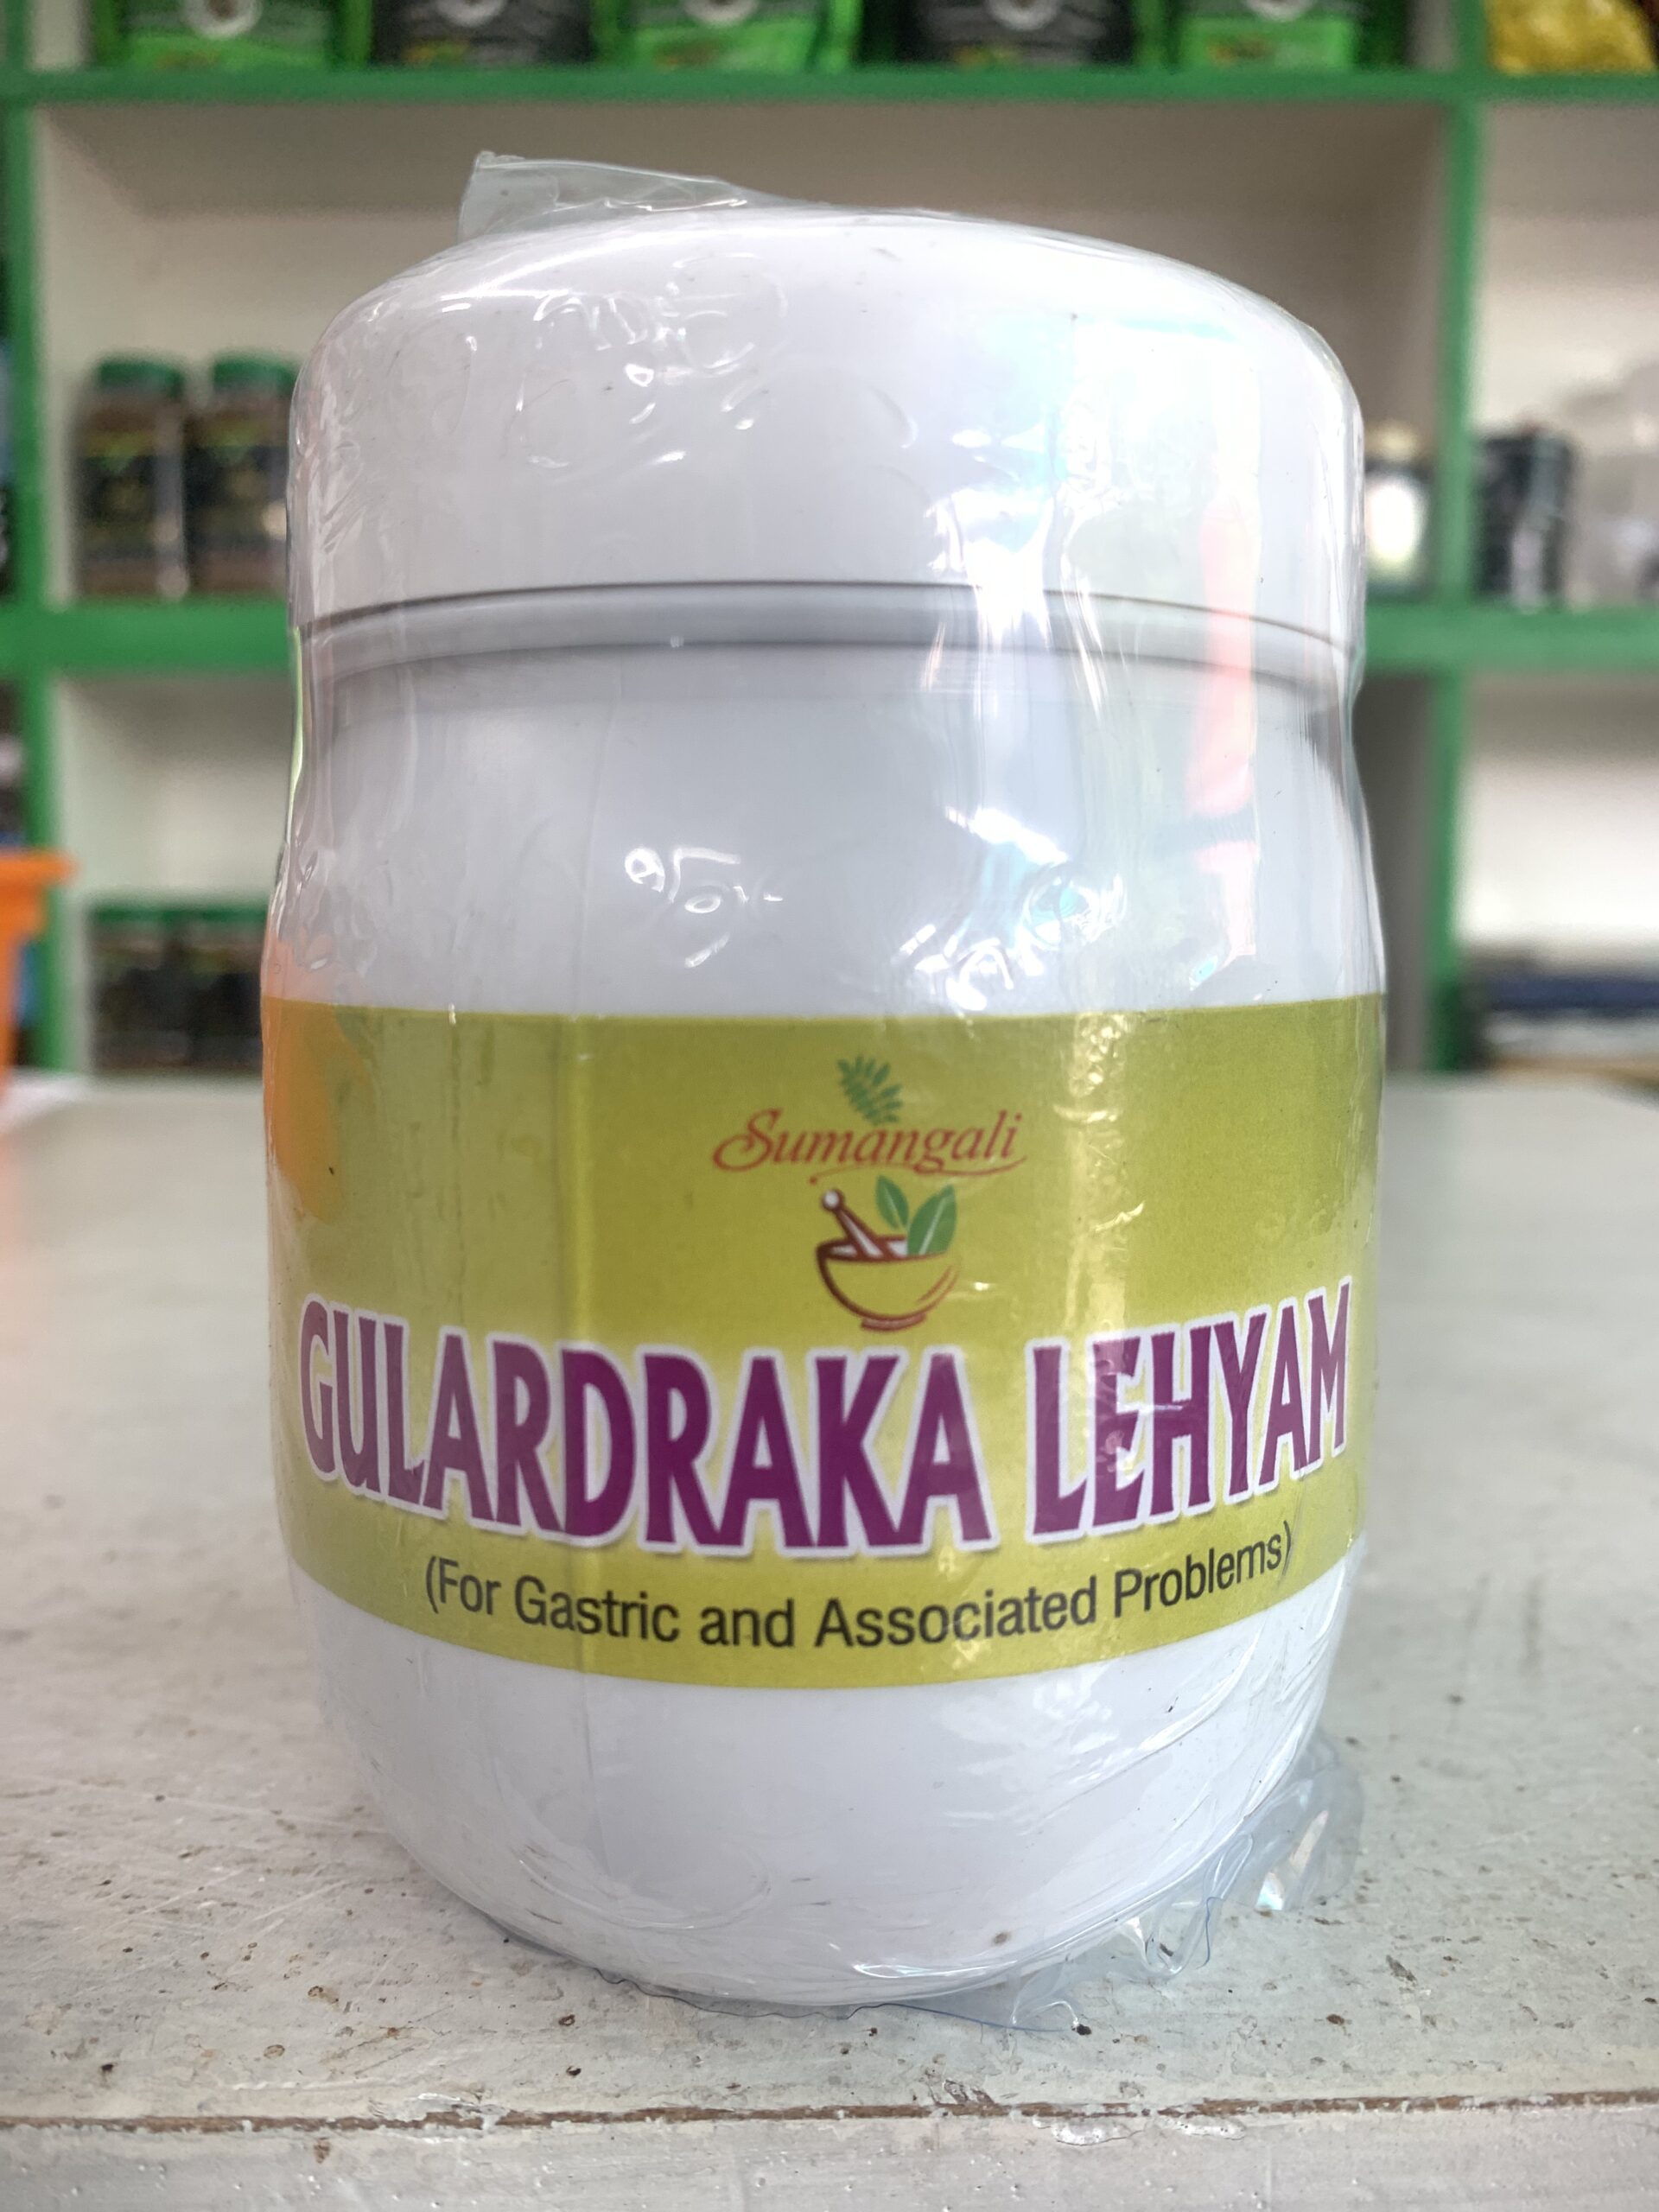 Sumangali
GULARDRAKA LEHYAM
(For Gastric and Associated Problems)